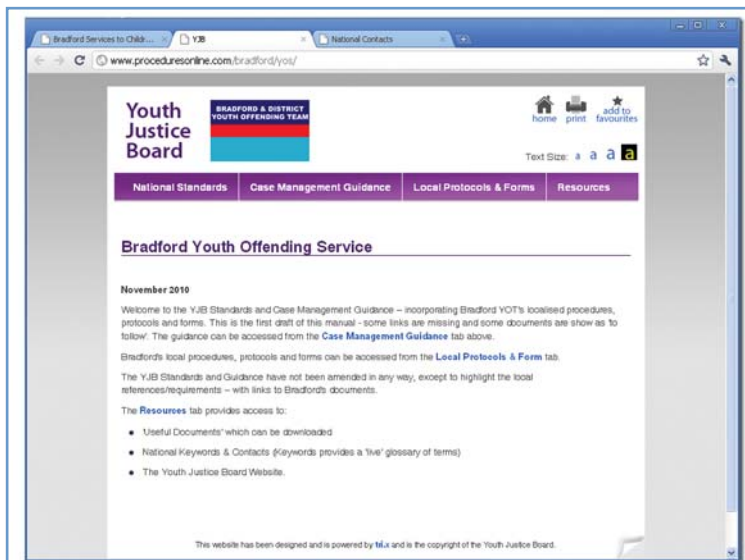 Bradford Services to Childr...
YJB
National Contacts
www.proceduresonline.com/bradford/yos/
Youth
Justice
Board
BRADFORD & DISTRICT
YOUTH OFFENDING TEAM
home
print
add to
favourites
Text Size: a a a a
National Standards
Case Management Guidance
Local Protocols & Forms
Resources
Bradford Youth Offending Service
November 2010
Welcome to the YJB Standards and Case Management Guidance – incorporating Bradford YOT's localised procedures,
protocols and forms. This is the first draft of this manual - some links are missing and some documents are show as 'to
follow'. The guidance can be accessed from the Case Management Guidance tab above.
Bradford's local procedures, protocols and forms can be accessed from the Local Protocols & Form tab.
The YJB Standards and Guidance have not been amended in any way, except to highlight the local
references/requirements – with links to Bradford's documents.
The Resources tab provides access to:
• 'Useful Documents' which can be downloaded
• National Keywords & Contacts (Keywords provides a 'live' glossary of terms)
• The Youth Justice Board Website.
This website has been designed and is powered by tri.x and is the copyright of the Youth Justice Board.